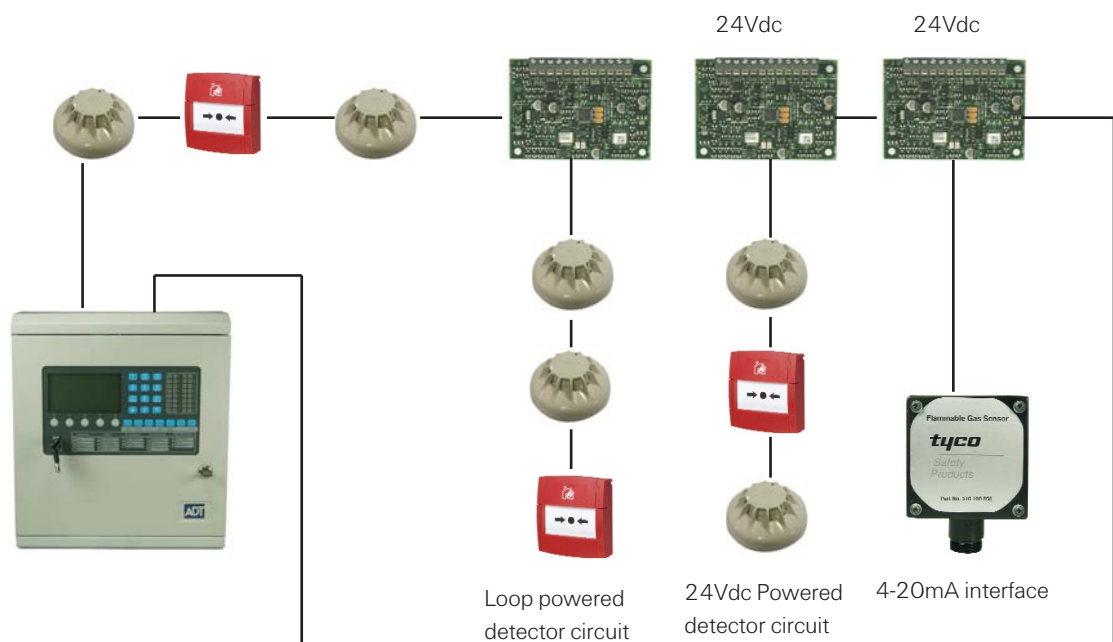 24Vdc
24Vdc
Flammable Gas Sensor
tyco
Safety
Products
ADT
Loop powered
detector circuit
24Vdc Powered
detector circuit
4-20mA interface